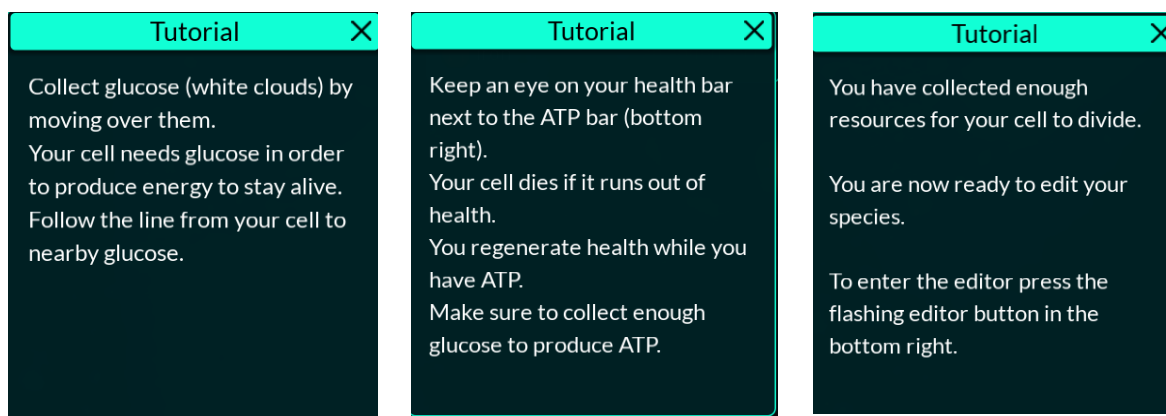 Tutorial
Collect glucose (white clouds) by
moving over them.
Your cell needs glucose in order
to produce energy to stay alive.
Follow the line from your cell to
nearby glucose.
Tutorial
Keep an eye on your health bar
next to the ATP bar (bottom
right).
Your cell dies if it runs out of
health.
You regenerate health while you
have ATP.
Make sure to collect enough
glucose to produce ATP.
Tutorial
You have collected enough
resources for your cell to divide.
You are now ready to edit your
species.
To enter the editor press the
flashing editor button in the
bottom right.